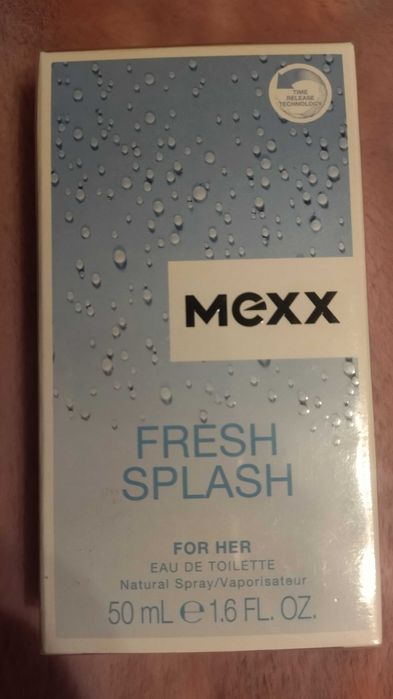 TIME
RELEASE
TECHNOLOGY
Mexx
FRESH
SPLASH
FOR HER
EAU DE TOILETTE
Natural Spray/Vaporisateur
50 mL ℮ 1.6 FL. OZ.